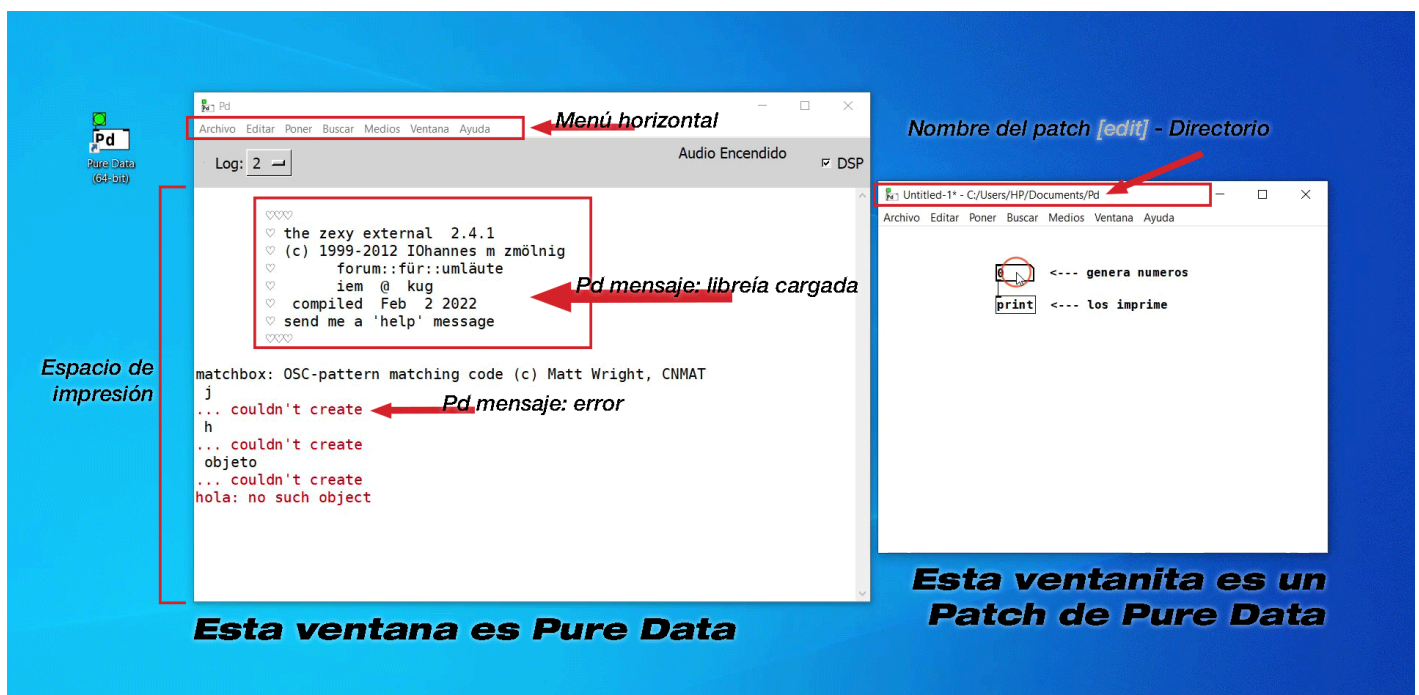 Pd
Pure Data
(64-bit)
Pd
Archivo Editar Poner Buscar Medios Ventana Ayuda
Menú horizontal
Log: 2
Audio Encendido
DSP
♡♡♡
♡ the zexy external 2.4.1
♡ (c) 1999-2012 IOhannes m zmölnig
♡ forum::für::umläute
♡ iem @ kug
♡ compiled Feb 2 2022
♡ send me a 'help' message
♡♡♡
Pd mensaje: libreía cargada
Espacio de
impresión
matchbox: OSC-pattern matching code (c) Matt Wright, CNMAT
j
... couldn't create
Pd mensaje: error
h
... couldn't create
objeto
... couldn't create
hola: no such object
Esta ventana es Pure Data
Nombre del patch [edit] - Directorio
Untitled-1* - C:/Users/HP/Documents/Pd
Archivo Editar Poner Buscar Medios Ventana Ayuda
0
<--- genera numeros
print <--- los imprime
Esta ventanita es un
Patch de Pure Data